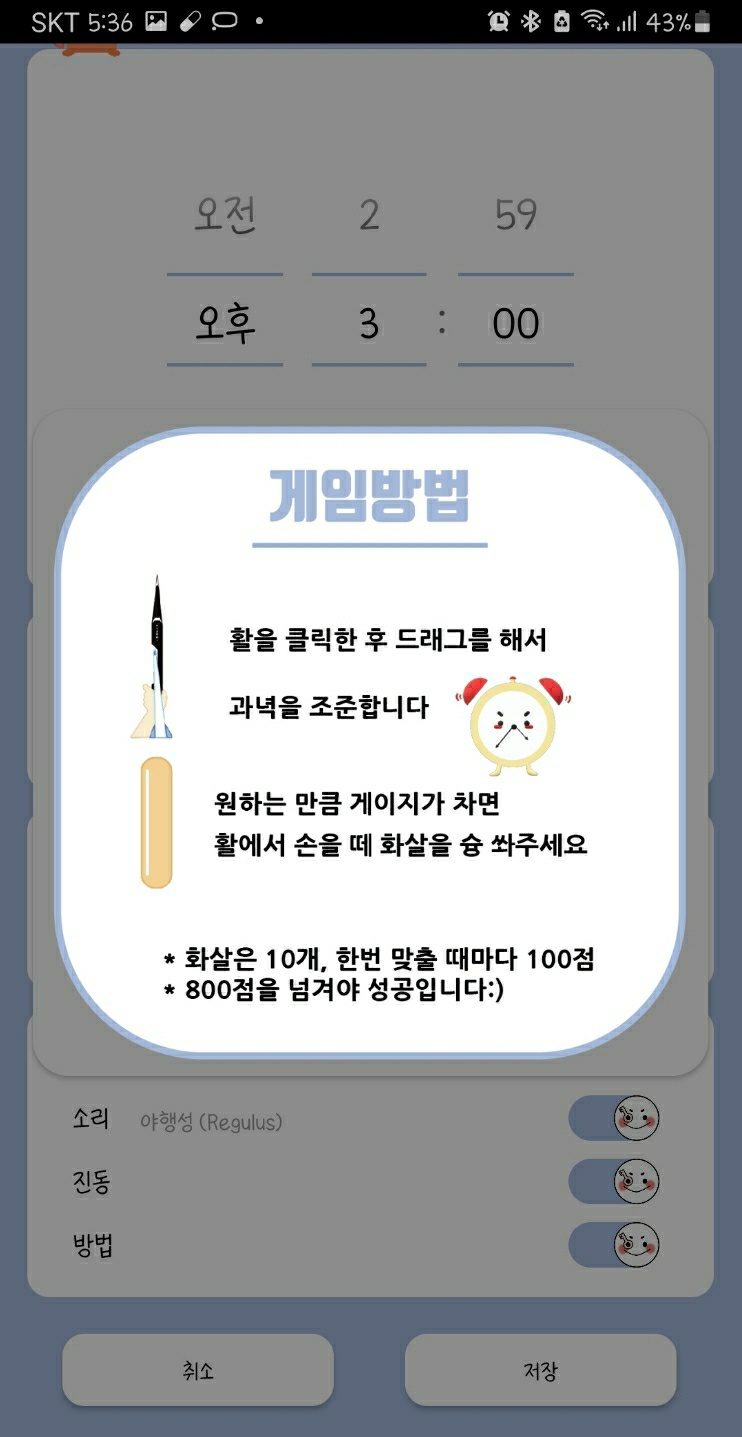 SKT 5:36 43%
오전 2 59
오후 3 : 00
게임방법
활을 클릭한 후 드래그를 해서
과녁을 조준합니다
원하는 만큼 게이지가 차면
활에서 손을 떼 화살을 슝 쏴주세요
* 화살은 10개, 한번 맞출 때마다 100점
* 800점을 넘겨야 성공입니다:)
소리 야행성 (Regulus)
진동
방법
취소 저장